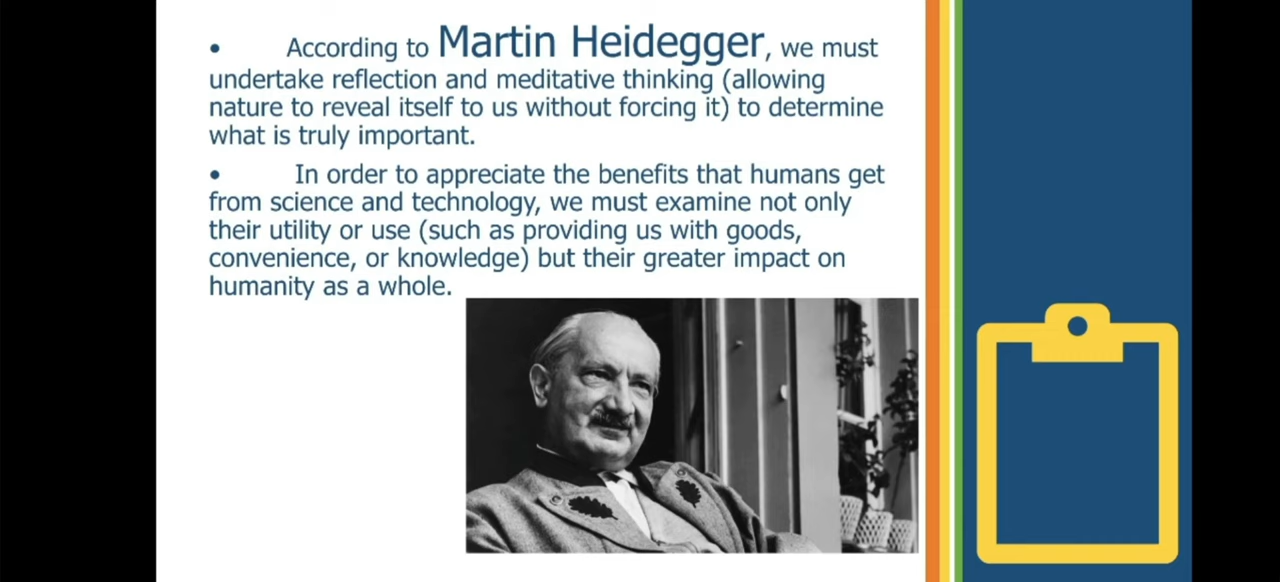 • According to Martin Heidegger, we must
undertake reflection and meditative thinking (allowing
nature to reveal itself to us without forcing it) to determine
what is truly important.
• In order to appreciate the benefits that humans get
from science and technology, we must examine not only
their utility or use (such as providing us with goods,
convenience, or knowledge) but their greater impact on
humanity as a whole.